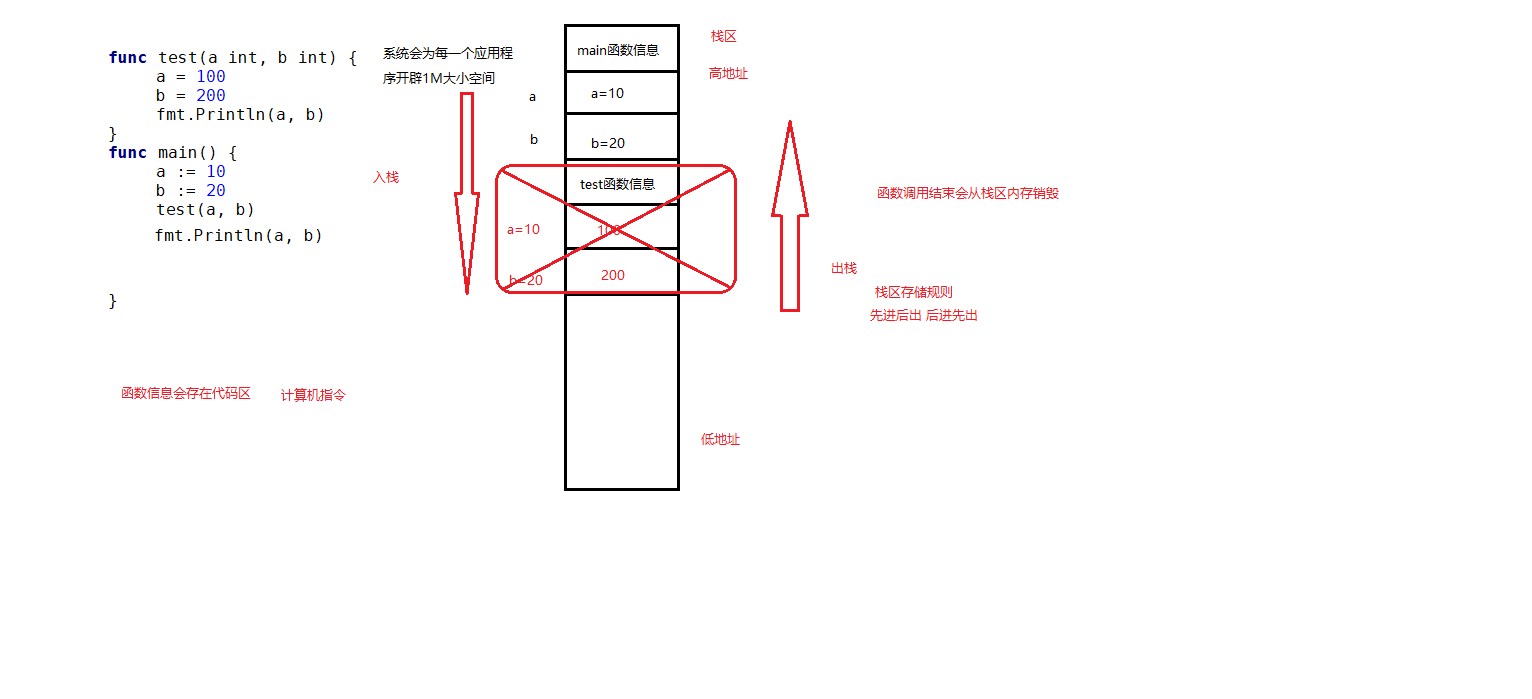 func test(a int, b int) {
a = 100
b = 200
fmt.Println(a, b)
}
func main() {
a := 10
b := 20
test(a, b)
fmt.Println(a, b)
}
函数信息会存在代码区
计算机指令
系统会为每一个应用程
序开辟1M大小空间
入栈
a
b
main函数信息
a=10
b=20
test函数信息
a=10
100
b=20
200
栈区
高地址
低地址
函数调用结束会从栈区内存销毁
出栈
栈区存储规则
先进后出 后进先出